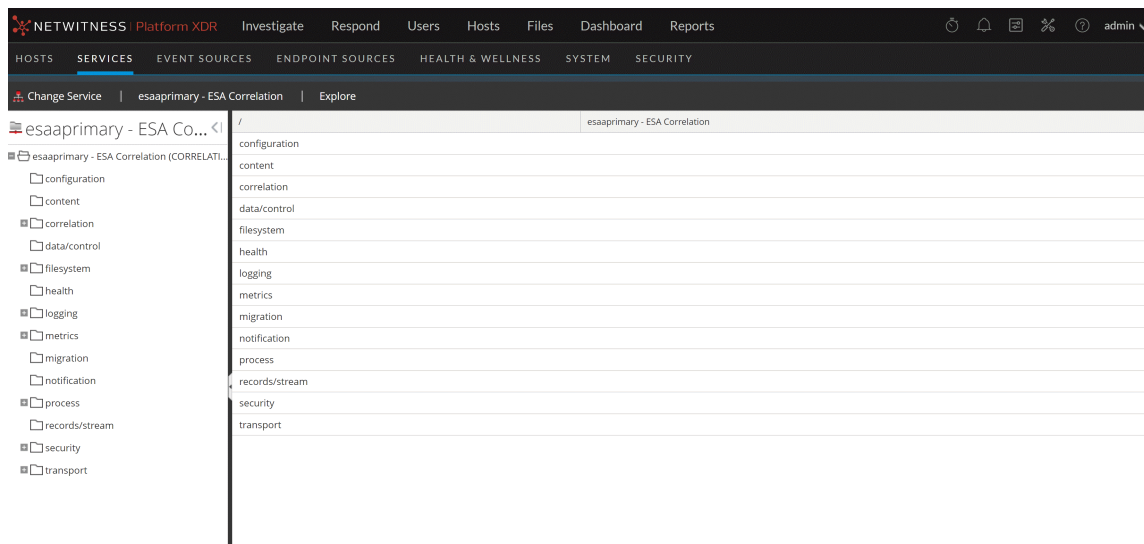 NETWITNESS | Platform XDR Investigate Respond Users Hosts Files Dashboard Reports admin
HOSTS SERVICES EVENT SOURCES ENDPOINT SOURCES HEALTH & WELLNESS SYSTEM SECURITY
Change Service | esaaprimary - ESA Correlation | Explore
esaaprimary - ESA Co...
esaaprimary - ESA Correlation (CORRELATI...
configuration
content
correlation
data/control
filesystem
health
logging
metrics
migration
notification
process
records/stream
security
transport
/ esaaprimary - ESA Correlation
configuration
content
correlation
data/control
filesystem
health
logging
metrics
migration
notification
process
records/stream
security
transport